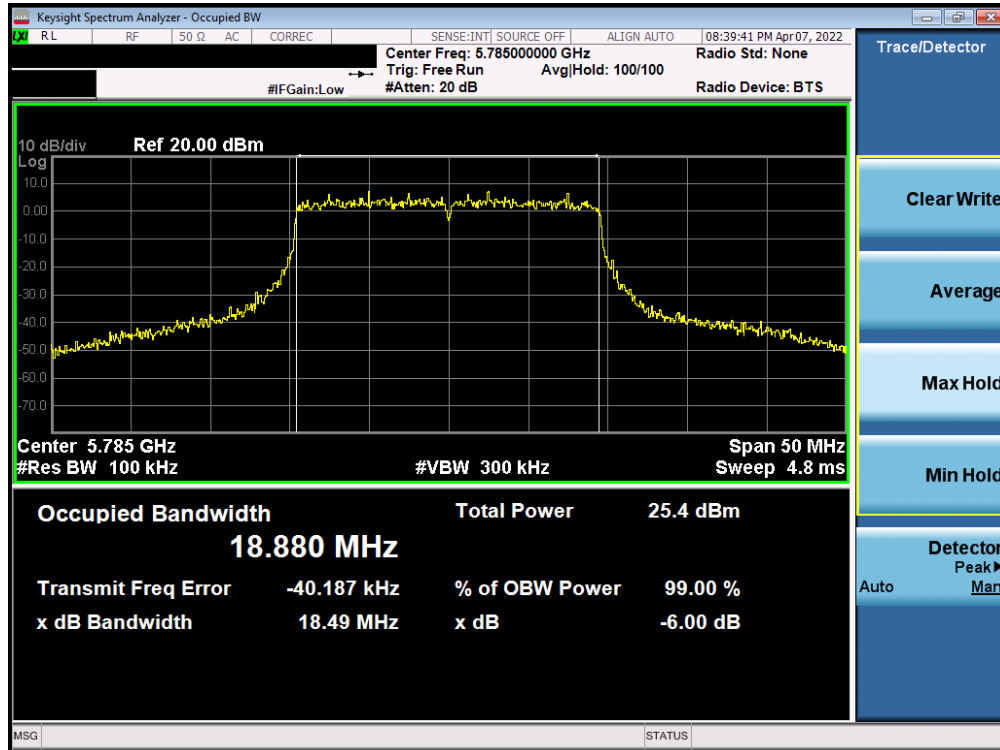 Keysight Spectrum Analyzer - Occupied BW
LXI RL RF 50 Ω AC CORREC SENSE:INT SOURCE OFF ALIGN AUTO 08:39:41 PM Apr 07, 2022
Center Freq: 5.785000000 GHz Radio Std: None
Trig: Free Run Avg|Hold: 100/100
#IFGain:Low #Atten: 20 dB Radio Device: BTS
Trace/Detector
10 dB/div Ref 20.00 dBm
Log
10.0
0.00
-10.0
-20.0
-30.0
-40.0
-50.0
-60.0
-70.0
Center 5.785 GHz Span 50 MHz
#Res BW 100 kHz #VBW 300 kHz Sweep 4.8 ms
Occupied Bandwidth Total Power 25.4 dBm
18.880 MHz
Transmit Freq Error -40.187 kHz % of OBW Power 99.00 %
x dB Bandwidth 18.49 MHz x dB -6.00 dB
Clear Write
Average
Max Hold
Min Hold
Detector
Peak▶
Auto Man
MSG STATUS